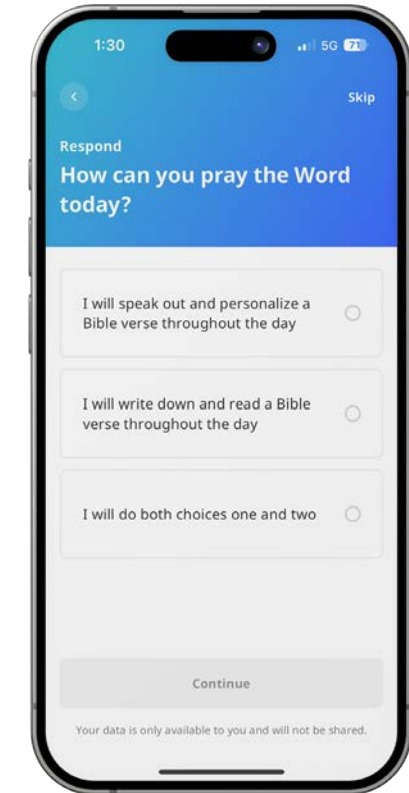 1:30
5G 71
Skip
Respond
How can you pray the Word
today?
I will speak out and personalize a
Bible verse throughout the day
I will write down and read a Bible
verse throughout the day
I will do both choices one and two
Continue
Your data is only available to you and will not be shared.